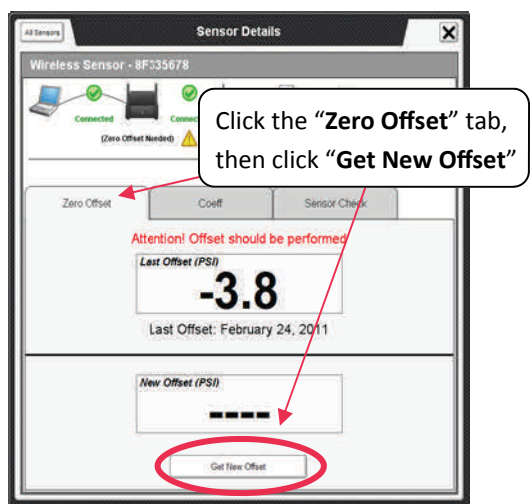 All Sensors
Sensor Details
Wireless Sensor - 8F335678
Connected
(Zero Offset Needed)
Click the “Zero Offset” tab,
then click “Get New Offset”
Zero Offset
Coeff
Sensor Check
Attention! Offset should be performed
Last Offset (PSI)
-3.8
Last Offset: February 24, 2011
New Offset (PSI)
----
Get New Offset